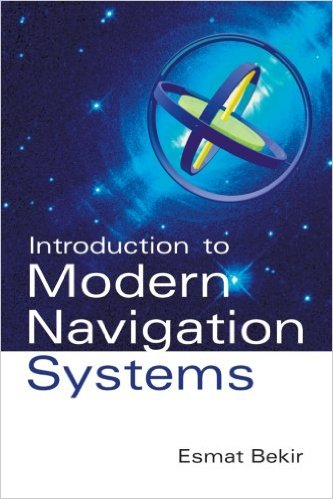 Introduction to
Modern
Navigation
Systems
Esmat Bekir